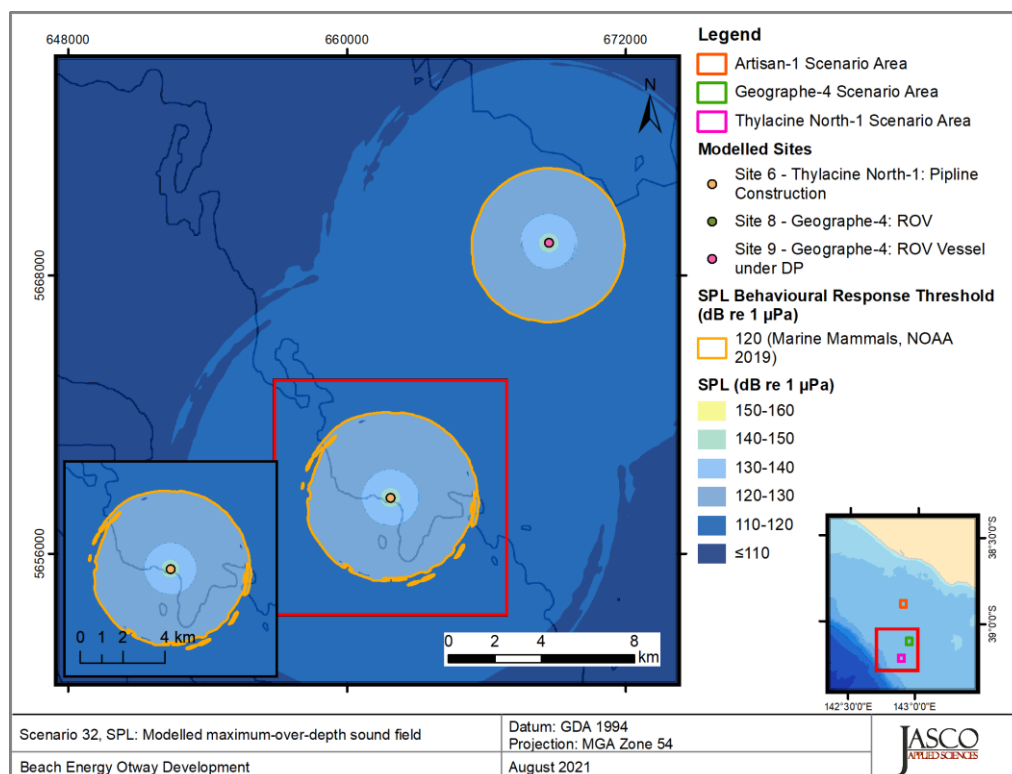 648000
660000
672000
5668000
5656000
N
0 1 2 4 km
0 2 4 8
km
Legend
Artisan-1 Scenario Area
Geographe-4 Scenario Area
Thylacine North-1 Scenario Area
Modelled Sites
Site 6 - Thylacine North-1: Pipline
Construction
Site 8 - Geographe-4: ROV
Site 9 - Geographe-4: ROV Vessel
under DP
SPL Behavioural Response Threshold
(dB re 1 µPa)
120 (Marine Mammals, NOAA
2019)
SPL (dB re 1 µPa)
150-160
140-150
130-140
120-130
110-120
≤110
38°30'0"S
39°0'0"S
142°30'0"E
143°0'0"E
Scenario 32, SPL: Modelled maximum-over-depth sound field
Datum: GDA 1994
Projection: MGA Zone 54
Beach Energy Otway Development
August 2021
JASCO
APPLIED SCIENCES